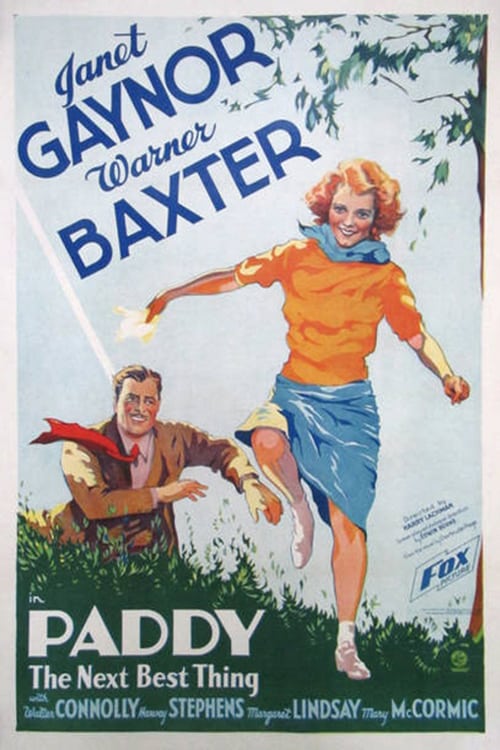 Janet
GAYNOR
Warner
BAXTER
Directed by
HARRY LACHMAN
FOX
PICTURE
in
PADDY
The Next Best Thing
with
Walter CONNOLLY Harvey STEPHENS Margaret LINDSAY Mary McCORMIC